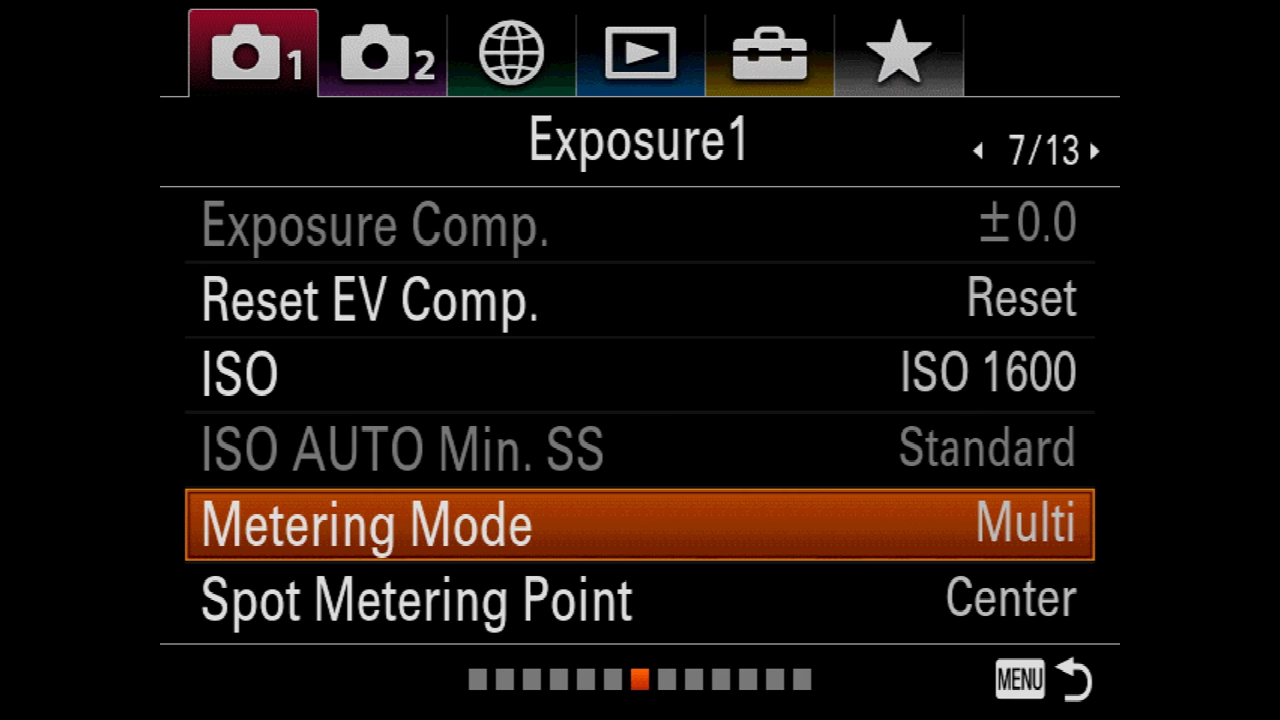 1 2
Exposure1 7/13
Exposure Comp. ±0.0
Reset EV Comp. Reset
ISO ISO 1600
ISO AUTO Min. SS Standard
Metering Mode Multi
Spot Metering Point Center
MENU